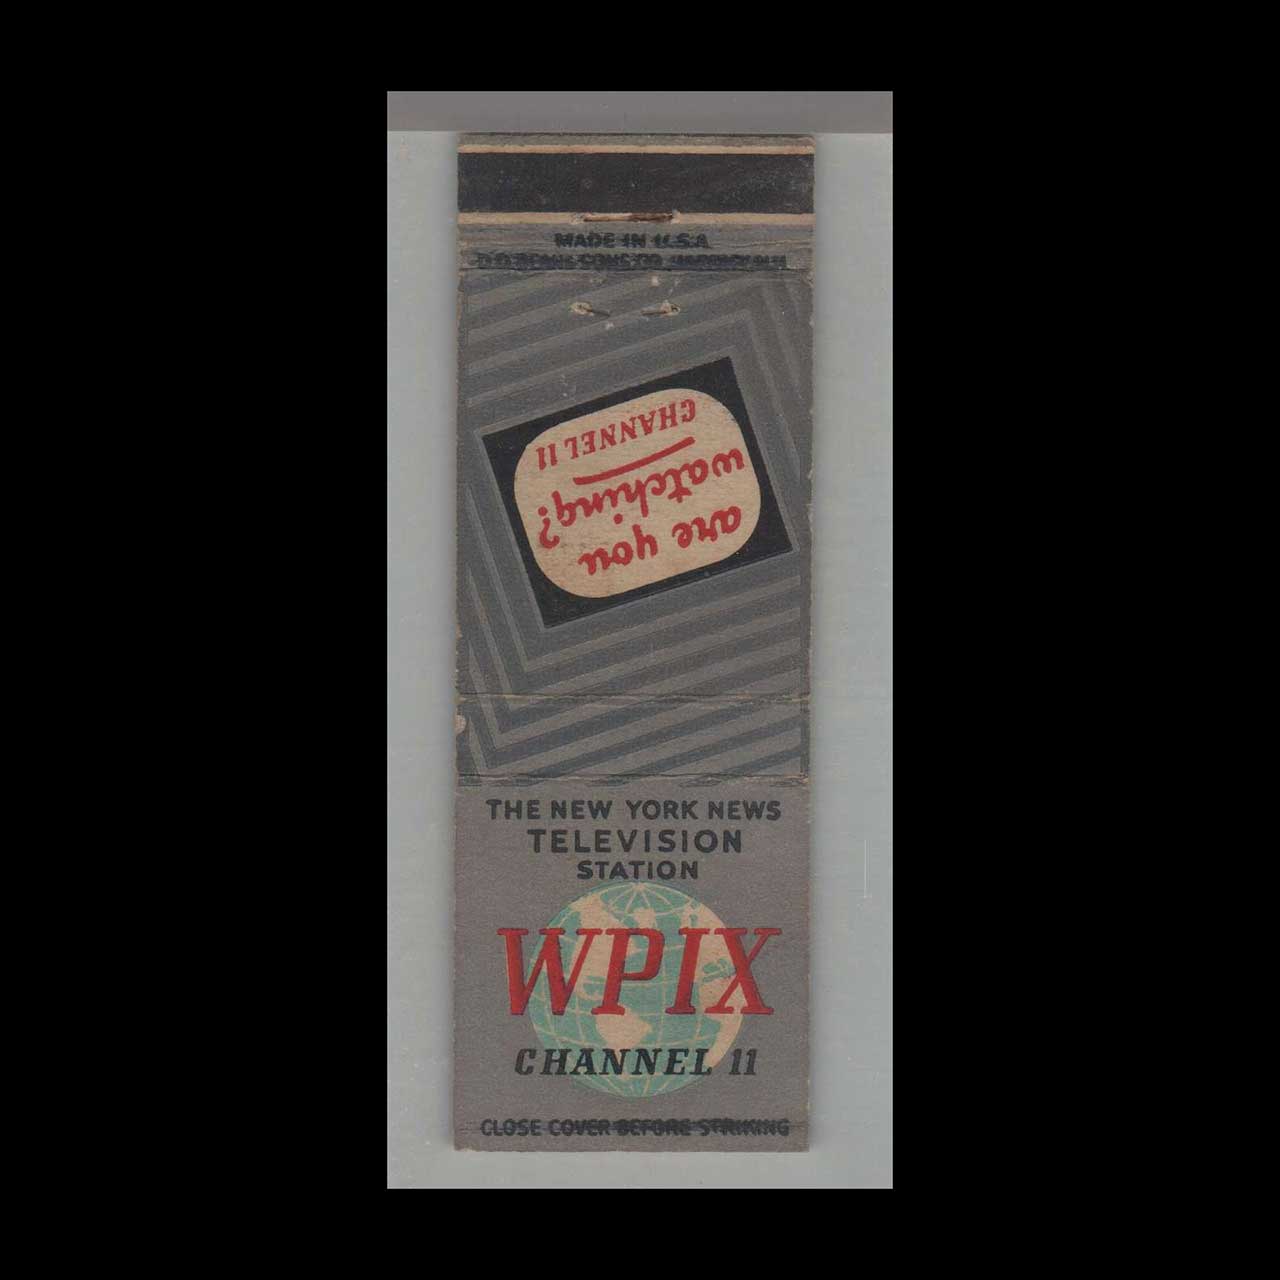 MADE IN U.S.A.
are you
watching?
CHANNEL 11
THE NEW YORK NEWS
TELEVISION
STATION
WPIX
CHANNEL 11
CLOSE COVER BEFORE STRIKING